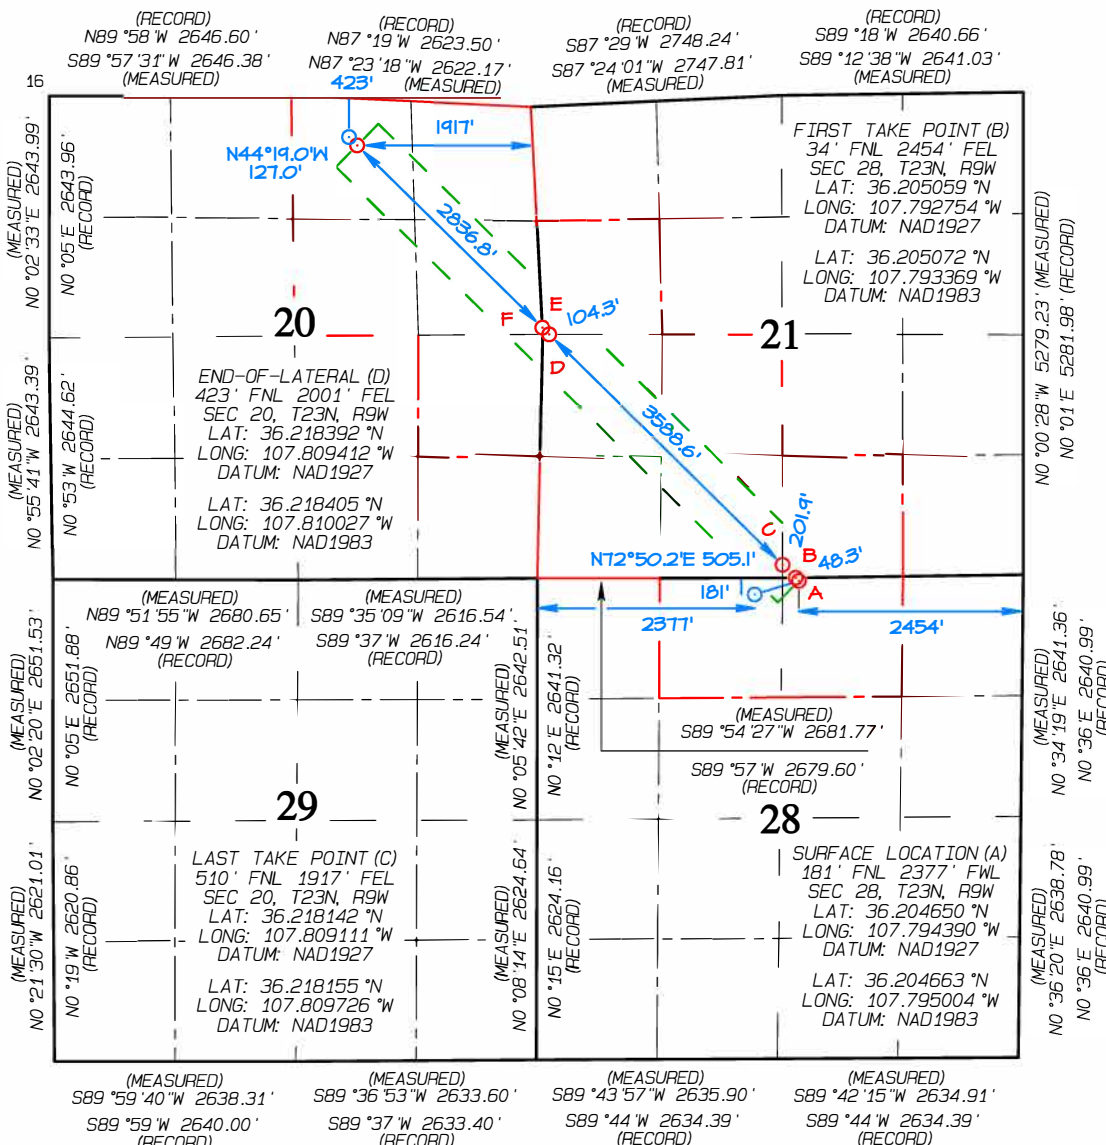 (RECORD)
N89°58'W 2646.60'
S89°57'31"W 2646.38'
(MEASURED)
(RECORD)
N87°19'W 2623.50'
N87°23'18"W 2622.17'
(MEASURED)
(RECORD)
S87°29'W 2748.24'
S87°24'01"W 2747.81'
(MEASURED)
(RECORD)
S89°18'W 2640.66'
S89°12'38"W 2641.03'
(MEASURED)
16
423'
1917'
N44°19.0'W
127.0'
2836.8'
(MEASURED)
N0°02'33"E 2643.99'
N0°05'E 2643.96'
(RECORD)
FIRST TAKE POINT (B)
34' FNL 2454' FEL
SEC 28, T23N, R9W
LAT: 36.205059 °N
LONG: 107.792754 °W
DATUM: NAD1927
LAT: 36.205072 °N
LONG: 107.793369 °W
DATUM: NAD1983
N0°00'28"W 5279.23' (MEASURED)
N0°01'E 5281.98' (RECORD)
20
F
E
104.3'
D
21
END-OF-LATERAL (D)
423' FNL 2001' FEL
SEC 20, T23N, R9W
LAT: 36.218392 °N
LONG: 107.809412 °W
DATUM: NAD1927
LAT: 36.218405 °N
LONG: 107.810027 °W
DATUM: NAD1983
(MEASURED)
N0°55'41"W 2643.39'
N0°53'W 2644.62'
(RECORD)
3588.6'
C
201.9'
B
48.3'
A
N72°50.2'E 505.1'
181'
2377'
2454'
(MEASURED)
N89°51'55"W 2680.65'
N89°49'W 2682.24'
(RECORD)
(MEASURED)
S89°35'09"W 2616.54'
S89°37'W 2616.24'
(RECORD)
(MEASURED)
N0°02'20"E 2651.53'
N0°05'E 2651.88'
(RECORD)
(MEASURED)
N0°05'42"E 2642.51'
N0°12'E 2641.32'
(RECORD)
(MEASURED)
S89°54'27"W 2681.77'
S89°57'W 2679.60'
(RECORD)
(MEASURED)
N0°34'19"E 2641.36'
N0°36'E 2640.99'
(RECORD)
29
28
LAST TAKE POINT (C)
510' FNL 1917' FEL
SEC 20, T23N, R9W
LAT: 36.218142 °N
LONG: 107.809111 °W
DATUM: NAD1927
LAT: 36.218155 °N
LONG: 107.809726 °W
DATUM: NAD1983
SURFACE LOCATION (A)
181' FNL 2377' FWL
SEC 28, T23N, R9W
LAT: 36.204650 °N
LONG: 107.794390 °W
DATUM: NAD1927
LAT: 36.204663 °N
LONG: 107.795004 °W
DATUM: NAD1983
(MEASURED)
N0°21'30"W 2621.01'
N0°19'W 2620.86'
(RECORD)
(MEASURED)
N0°08'14"E 2624.64'
N0°15'E 2624.16'
(RECORD)
(MEASURED)
N0°36'20"E 2638.78'
N0°36'E 2640.99'
(RECORD)
(MEASURED)
S89°59'40"W 2638.31'
S89°59'W 2640.00'
(RECORD)
(MEASURED)
S89°36'53"W 2633.60'
S89°37'W 2633.40'
(RECORD)
(MEASURED)
S89°43'57"W 2635.90'
S89°44'W 2634.39'
(RECORD)
(MEASURED)
S89°42'15"W 2634.91'
S89°44'W 2634.39'
(RECORD)